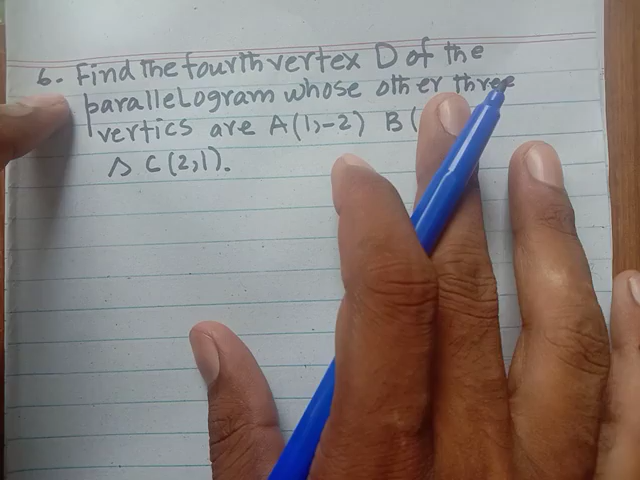 6. Find the fourth vertex D of the
parallelogram whose other three
vertics are A(1,-2) B(
& C(2,1).